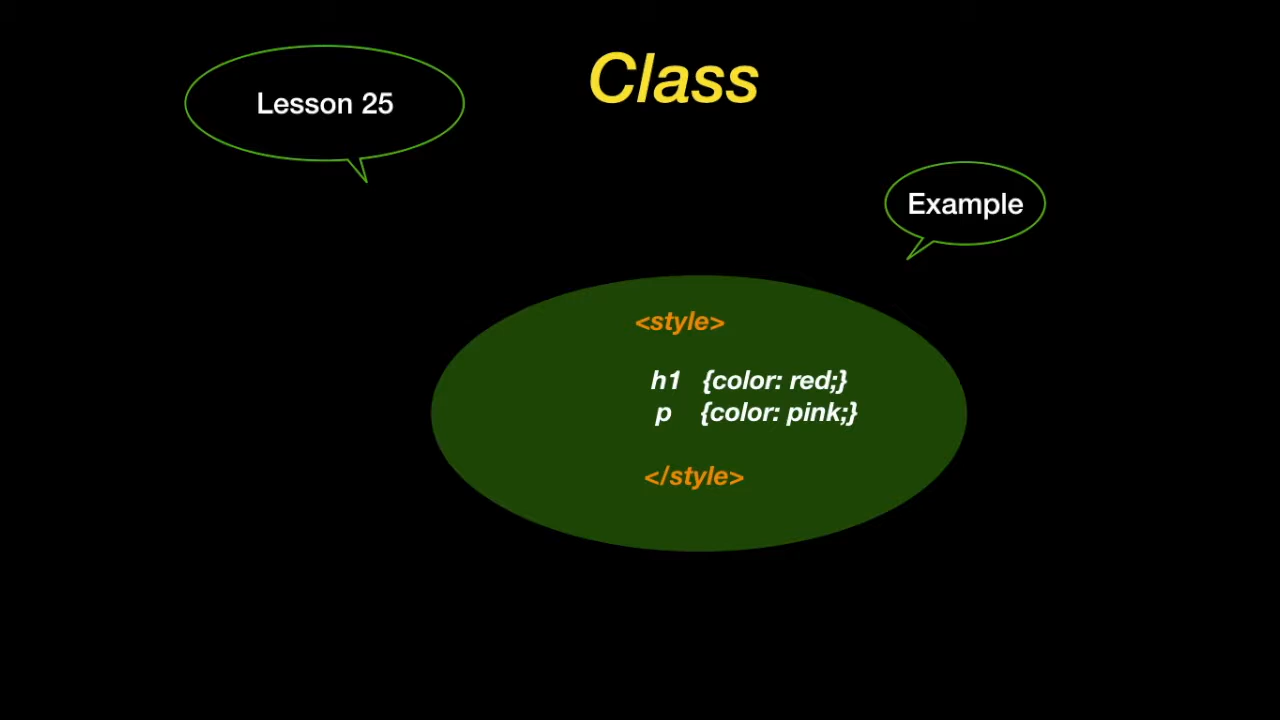 Class
Lesson 25
Example
<style>
h1 {color: red;}
p {color: pink;}
</style>